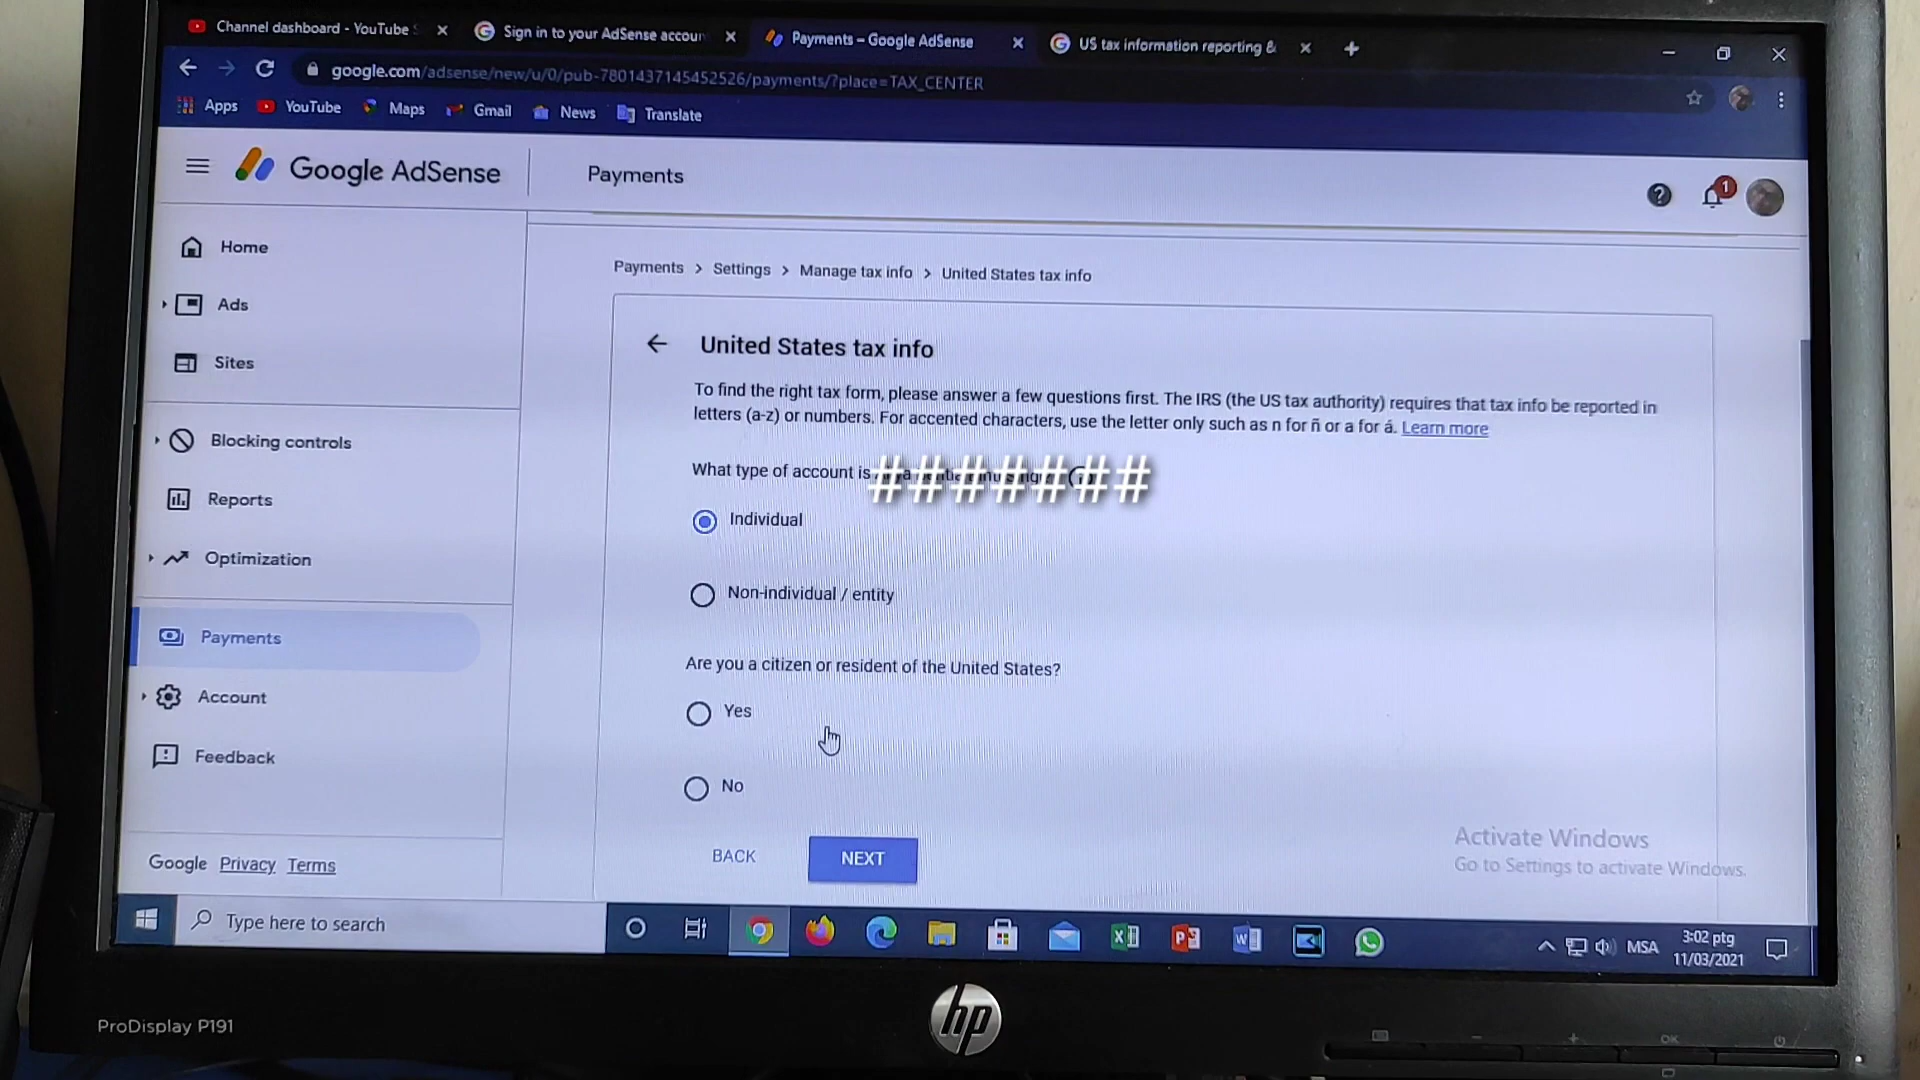 Channel dashboard - YouTube S
Sign in to your AdSense accoun
Payments – Google AdSense
US tax information reporting &
google.com/adsense/new/u/0/pub-7801437145452526/payments/?place=TAX_CENTER
Apps
YouTube
Maps
Gmail
News
Translate
Google AdSense
Payments
1
Home
Ads
Sites
Blocking controls
Reports
Optimization
Payments
Account
Feedback
Google Privacy Terms
Payments > Settings > Manage tax info > United States tax info
United States tax info
To find the right tax form, please answer a few questions first. The IRS (the US tax authority) requires that tax info be reported in
letters (a-z) or numbers. For accented characters, use the letter only such as n for ñ or a for á. Learn more
What type of account is
#######
Individual
Non-individual / entity
Are you a citizen or resident of the United States?
Yes
No
BACK
NEXT
Activate Windows
Go to Settings to activate Windows.
Type here to search
MSA
3:02 ptg
11/03/2021
ProDisplay P191
hp
OK